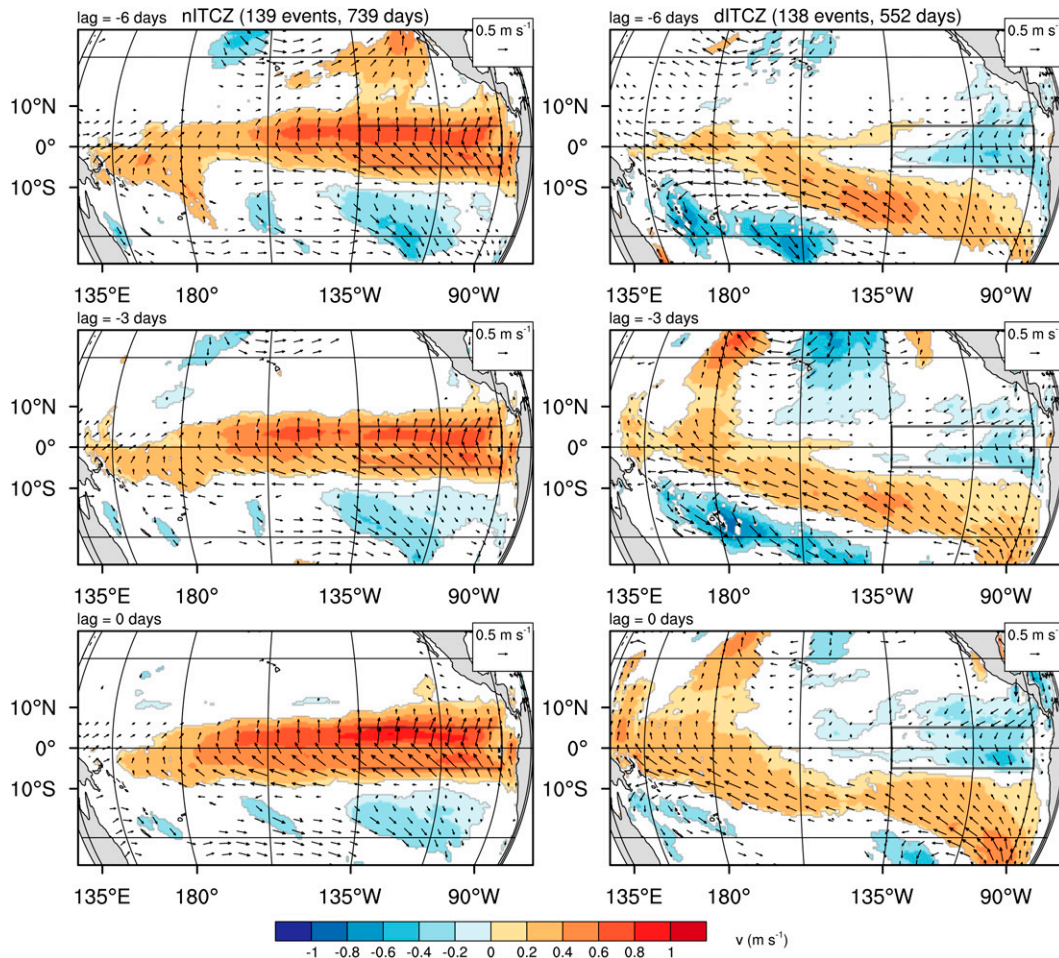 lag = -6 days
nITCZ (139 events, 739 days)
0.5 m s⁻¹
10°N
0°
10°S
135°E 180° 135°W 90°W
lag = -6 days
dITCZ (138 events, 552 days)
0.5 m s⁻¹
10°N
0°
10°S
135°E 180° 135°W 90°W
lag = -3 days
0.5 m s⁻¹
10°N
0°
10°S
135°E 180° 135°W 90°W
lag = -3 days
0.5 m s⁻¹
10°N
0°
10°S
135°E 180° 135°W 90°W
lag = 0 days
0.5 m s⁻¹
10°N
0°
10°S
135°E 180° 135°W 90°W
lag = 0 days
0.5 m s⁻¹
10°N
0°
10°S
135°E 180° 135°W 90°W
-1 -0.8 -0.6 -0.4 -0.2 0 0.2 0.4 0.6 0.8 1
v (m s⁻¹)